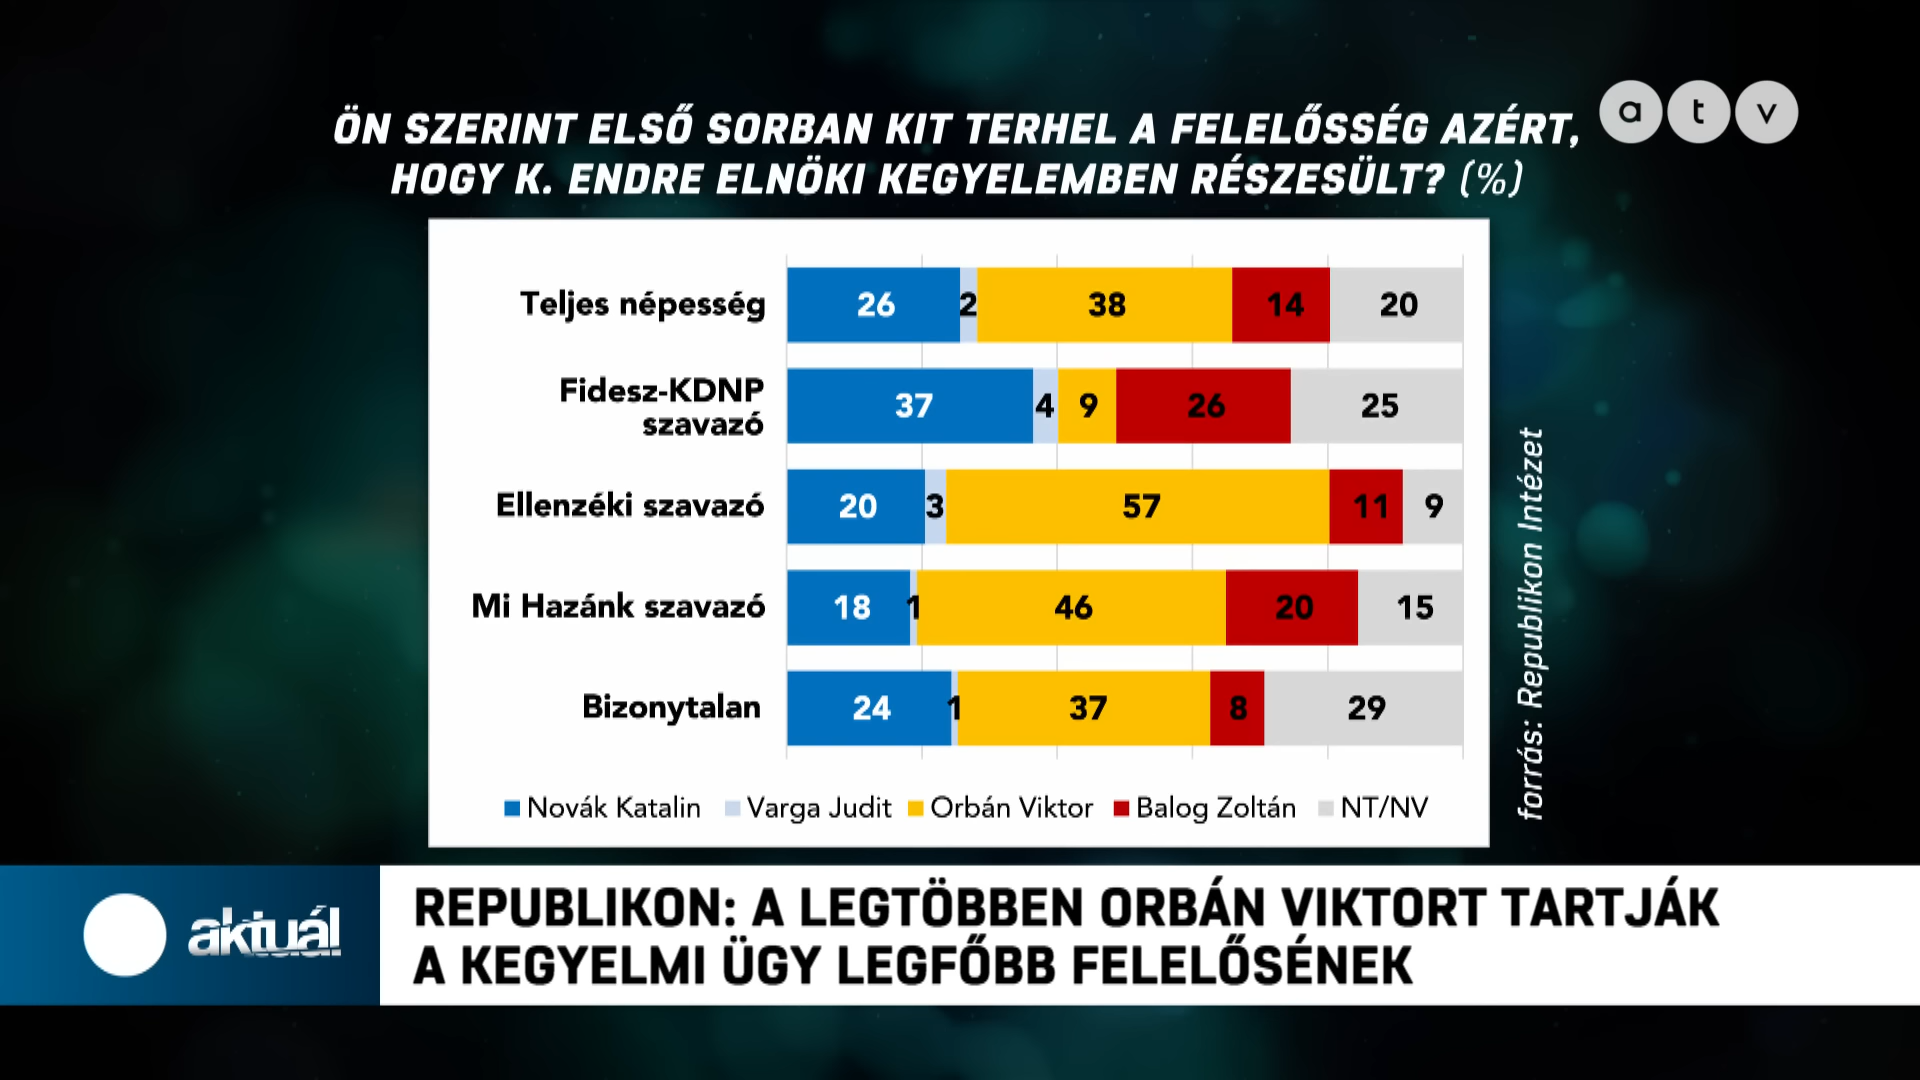 ÖN SZERINT ELSŐ SORBAN KIT TERHEL A FELELŐSSÉG AZÉRT,
HOGY K. ENDRE ELNÖKI KEGYELEMBEN RÉSZESÜLT? (%)
a t v
Teljes népesség 26 2 38 14 20
Fidesz-KDNP
szavazó 37 4 9 26 25
Ellenzéki szavazó 20 3 57 11 9
Mi Hazánk szavazó 18 1 46 20 15
Bizonytalan 24 1 37 8 29
Novák Katalin Varga Judit Orbán Viktor Balog Zoltán NT/NV
forrás: Republikon Intézet
aktuál
REPUBLIKON: A LEGTÖBBEN ORBÁN VIKTORT TARTJÁK
A KEGYELMI ÜGY LEGFŐBB FELELŐSÉNEK